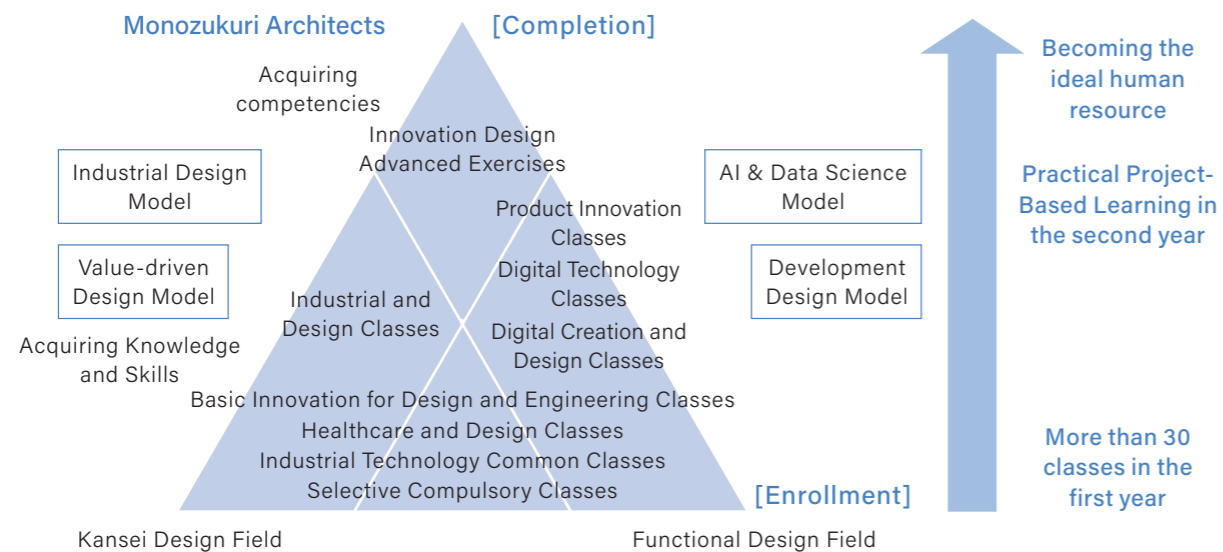 Monozukuri Architects
[Completion]
Acquiring
competencies
Innovation Design
Advanced Exercises
Industrial Design
Model
Value-driven
Design Model
Acquiring Knowledge
and Skills
Industrial and
Design Classes
Product Innovation
Classes
Digital Technology
Classes
Digital Creation and
Design Classes
AI & Data Science
Model
Development
Design Model
Basic Innovation for Design and Engineering Classes
Healthcare and Design Classes
Industrial Technology Common Classes
Selective Compulsory Classes
[Enrollment]
Kansei Design Field
Functional Design Field
Becoming the
ideal human
resource
Practical Project-
Based Learning in
the second year
More than 30
classes in the
first year